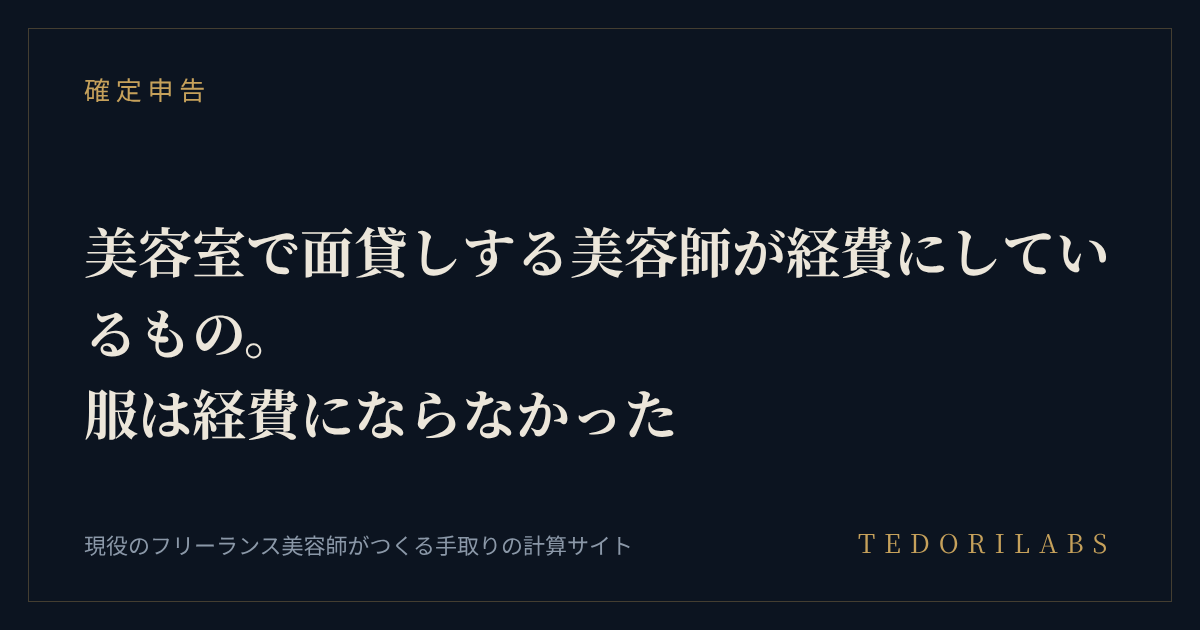 確定申告
美容室で面貸しする美容師が経費にしてい
るもの。
服は経費にならなかった
現役のフリーランス美容師がつくる手取りの計算サイト
TEDORILABS